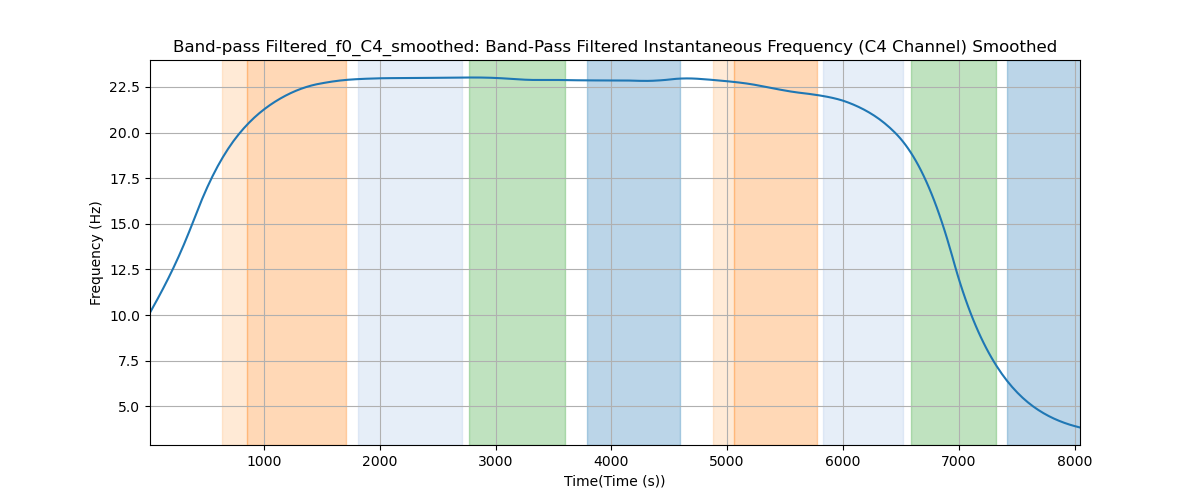 Band-pass Filtered_f0_C4_smoothed: Band-Pass Filtered Instantaneous Frequency (C4 Channel) Smoothed
Frequency (Hz)
22.5
20.0
17.5
15.0
12.5
10.0
7.5
5.0
1000 2000 3000 4000 5000 6000 7000 8000
Time(Time (s))